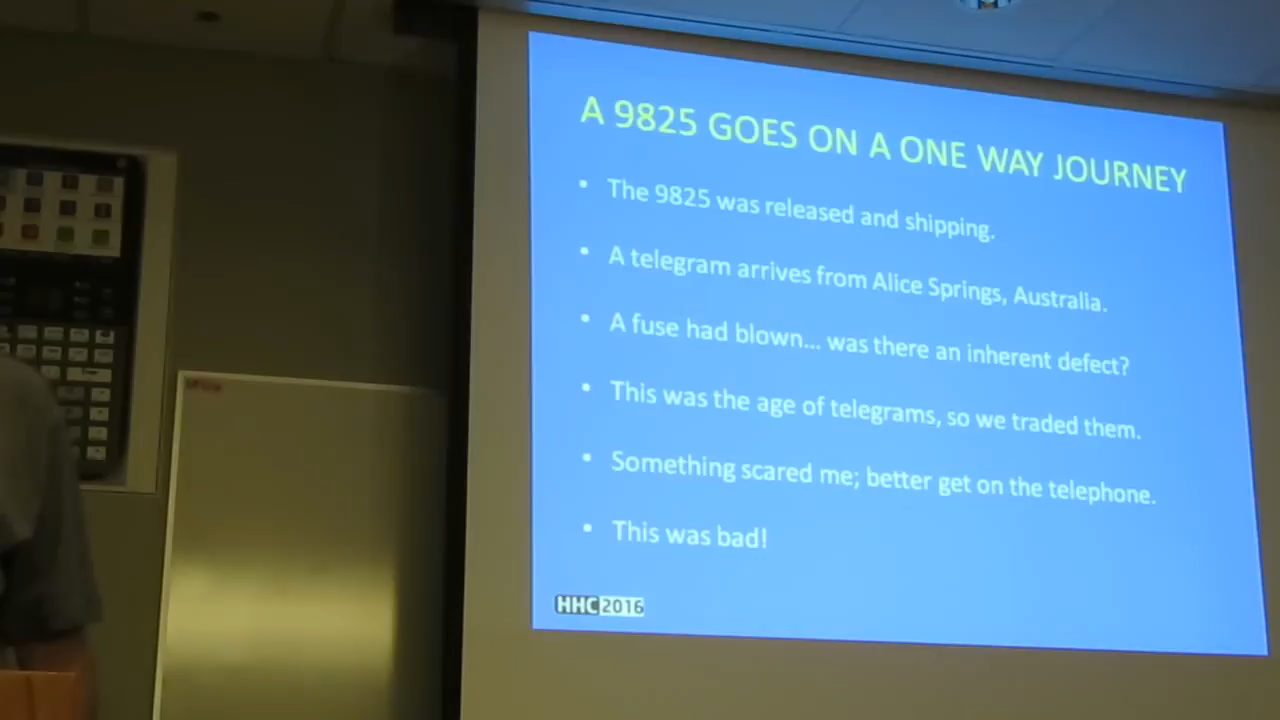 A 9825 GOES ON A ONE WAY JOURNEY
• The 9825 was released and shipping.
• A telegram arrives from Alice Springs, Australia.
• A fuse had blown... was there an inherent defect?
• This was the age of telegrams, so we traded them.
• Something scared me; better get on the telephone.
• This was bad!
HHC 2016